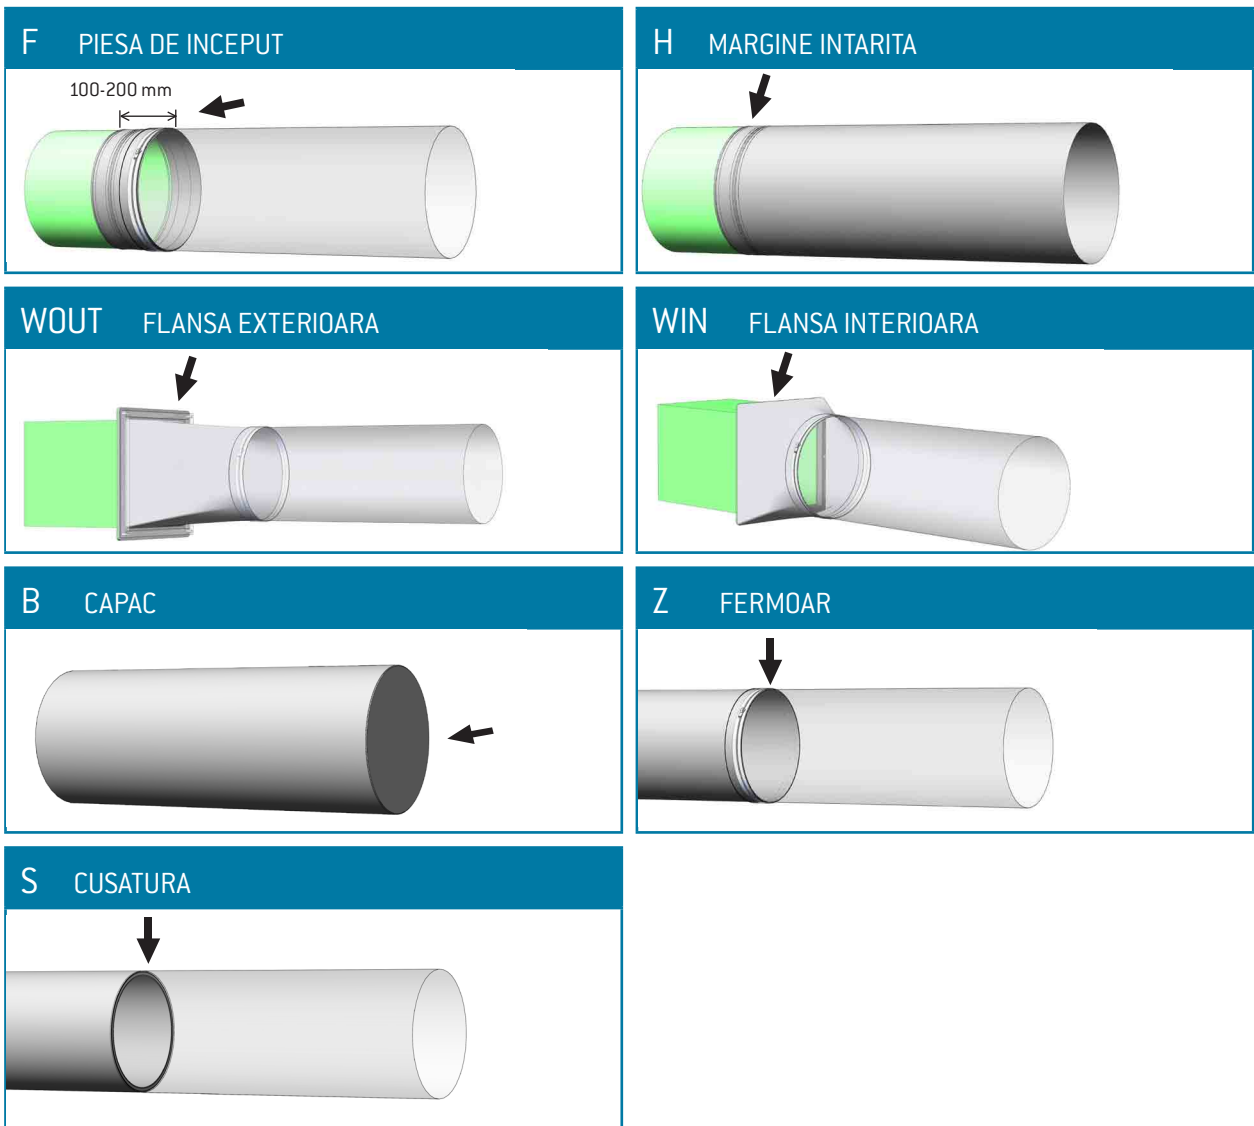 F PIESA DE INCEPUT
100-200 mm
H MARGINE INTARITA
WOUT FLANSA EXTERIOARA
WIN FLANSA INTERIOARA
B CAPAC
Z FERMOAR
S CUSATURA